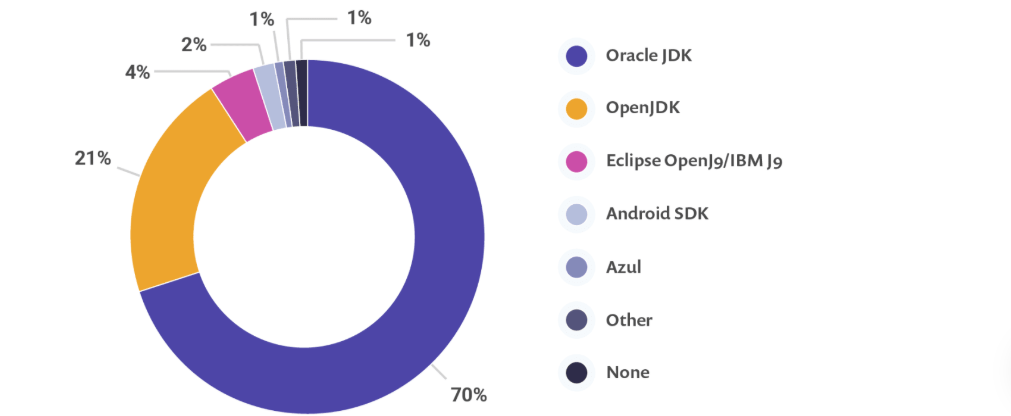 1%
1%
2%
1%
4%
21%
70%
Oracle JDK
OpenJDK
Eclipse OpenJ9/IBM J9
Android SDK
Azul
Other
None